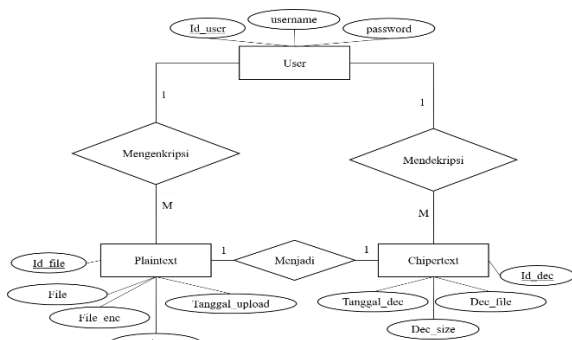 username
Id_user
password
User
1
1
Mengenkripsi
Mendekripsi
M
M
Plaintext
1
Menjadi
1
Chipertext
Id_file
Id_dec
File
Tanggal_upload
Tanggal_dec
Dec_file
File_enc
Dec_size